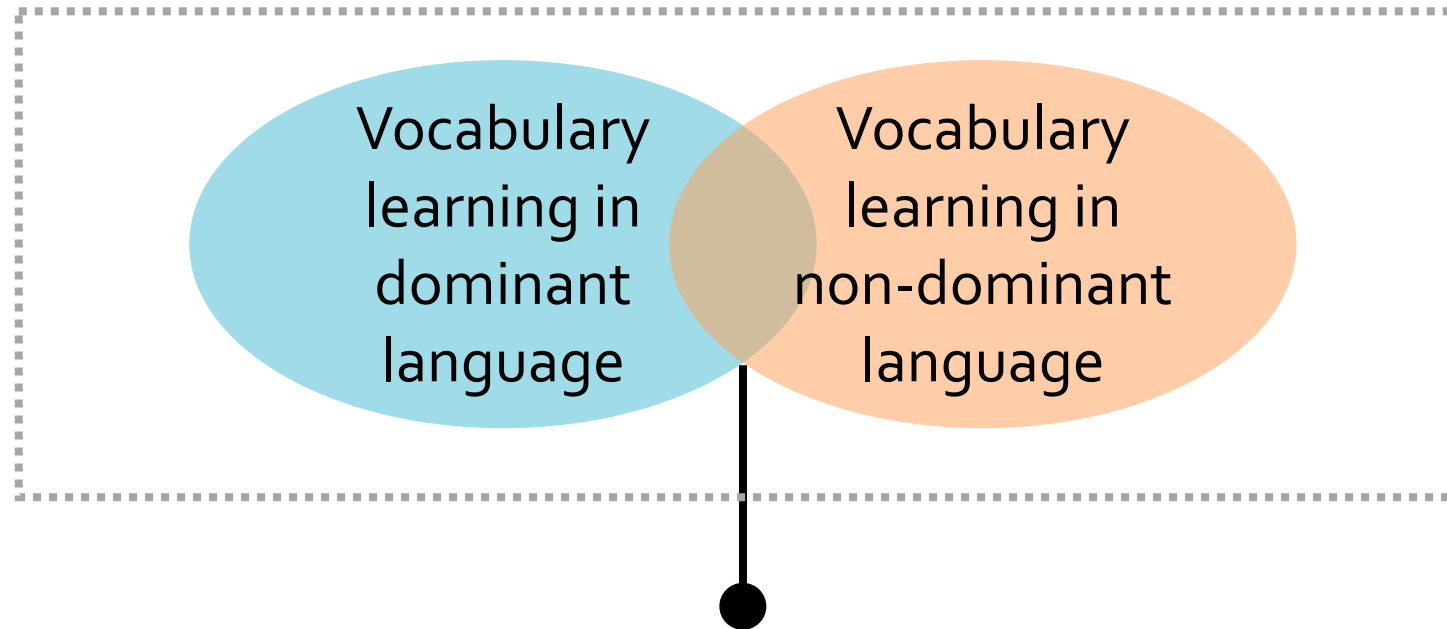 Vocabulary
learning in
dominant
language
Vocabulary
learning in
non-dominant
language